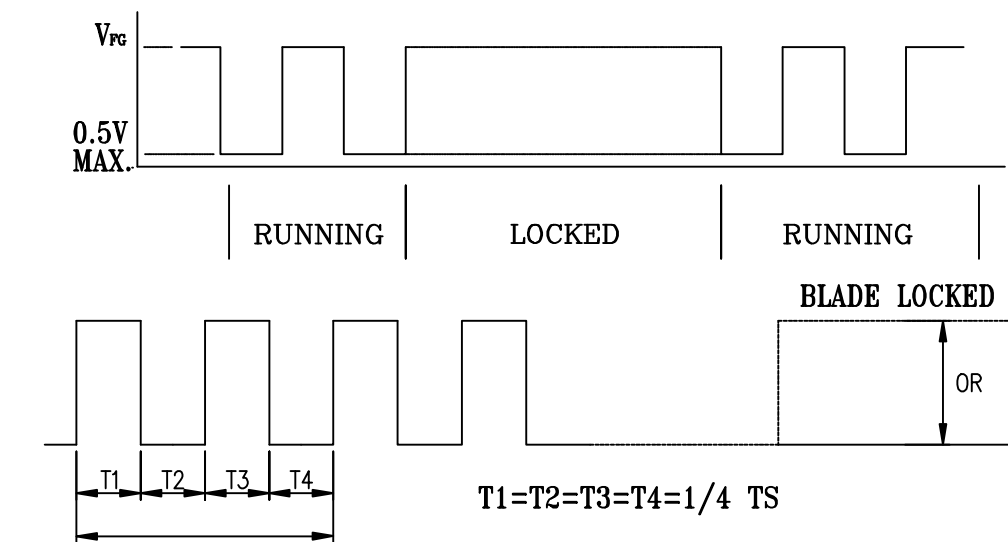 VFG
0.5V
MAX.
RUNNING LOCKED RUNNING
BLADE LOCKED
OR
T1 T2 T3 T4
T1=T2=T3=T4=1/4 TS